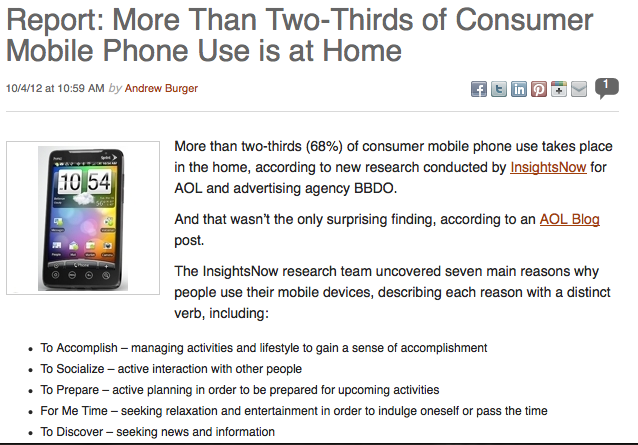 Report: More Than Two-Thirds of Consumer
Mobile Phone Use is at Home
10/4/12 at 10:59 AM by Andrew Burger
1
More than two-thirds (68%) of consumer mobile phone use takes place
in the home, according to new research conducted by InsightsNow for
AOL and advertising agency BBDO.
And that wasn’t the only surprising finding, according to an AOL Blog
post.
The InsightsNow research team uncovered seven main reasons why
people use their mobile devices, describing each reason with a distinct
verb, including:
• To Accomplish – managing activities and lifestyle to gain a sense of accomplishment
• To Socialize – active interaction with other people
• To Prepare – active planning in order to be prepared for upcoming activities
• For Me Time – seeking relaxation and entertainment in order to indulge oneself or pass the time
• To Discover – seeking news and information
Sprint
10 54
Phone